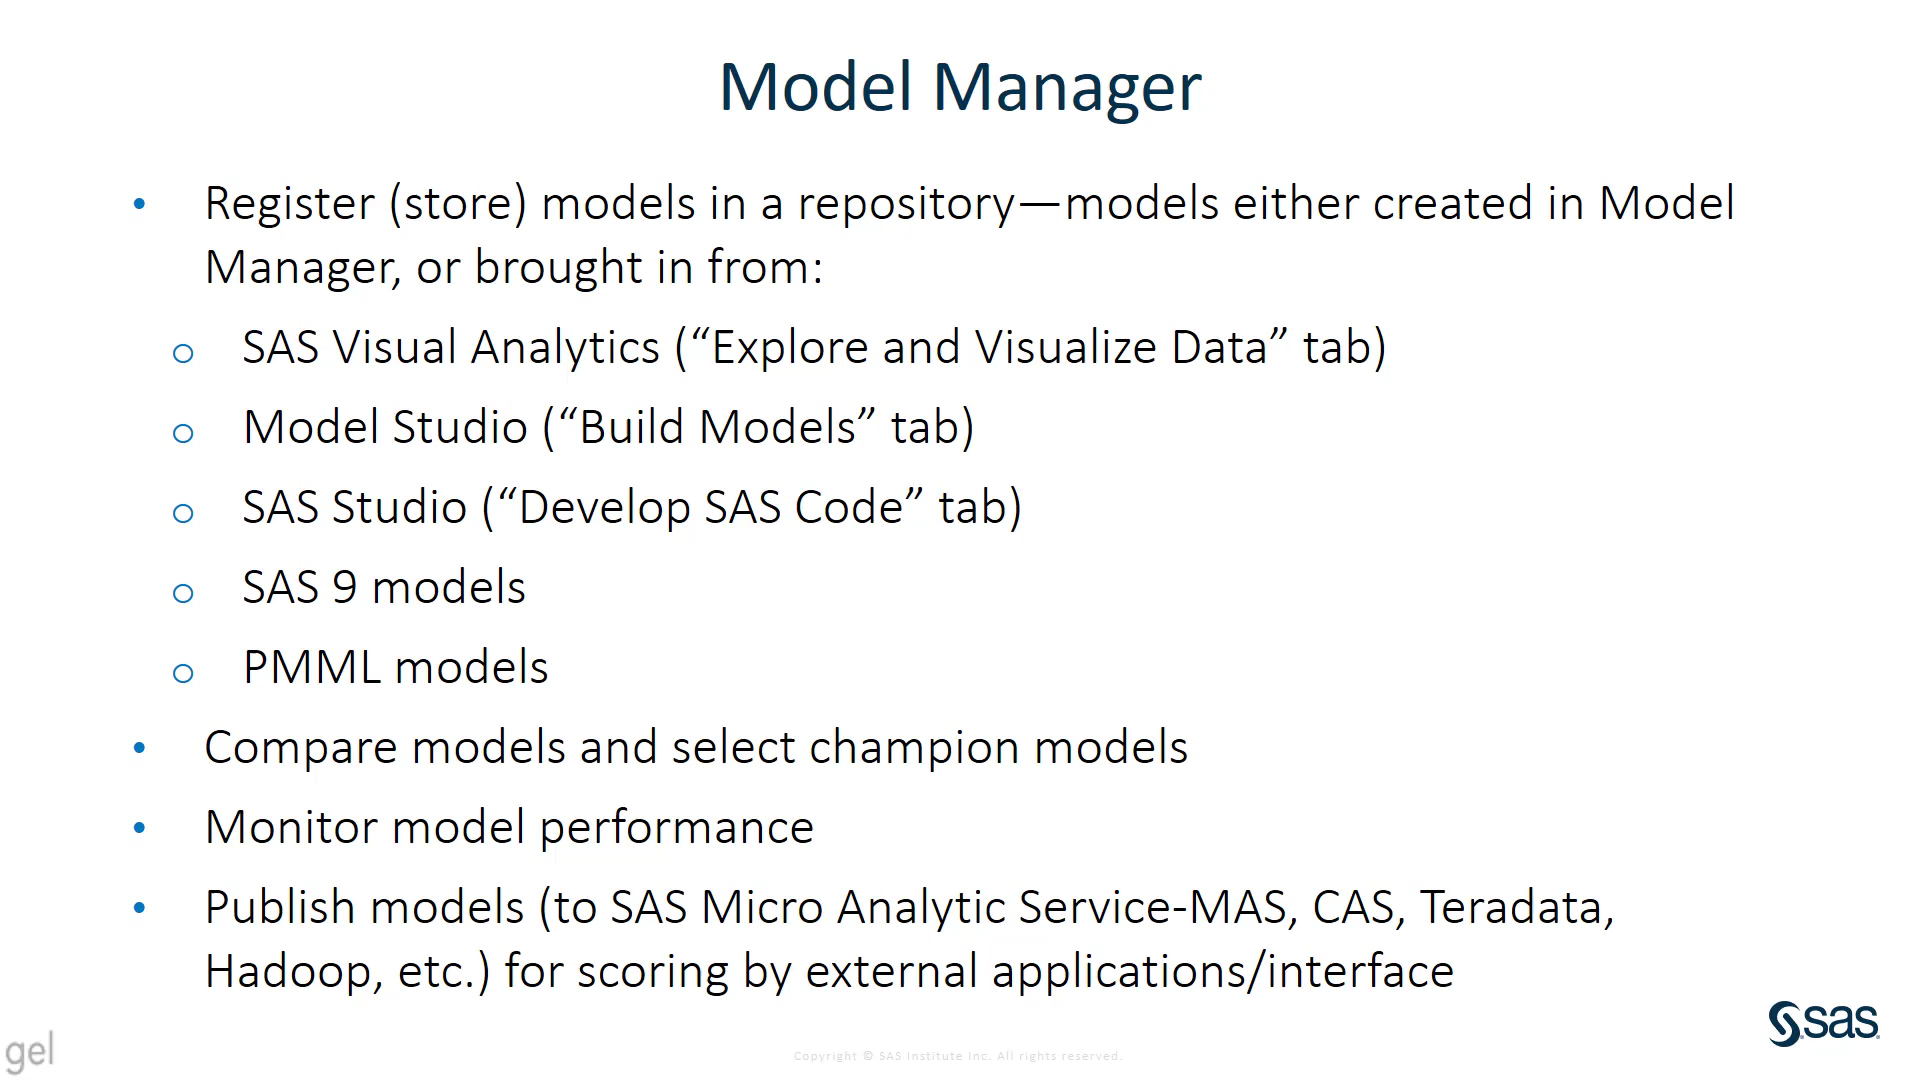 Model Manager
• Register (store) models in a repository—models either created in Model
Manager, or brought in from:
o SAS Visual Analytics (“Explore and Visualize Data” tab)
o Model Studio (“Build Models” tab)
o SAS Studio (“Develop SAS Code” tab)
o SAS 9 models
o PMML models
• Compare models and select champion models
• Monitor model performance
• Publish models (to SAS Micro Analytic Service-MAS, CAS, Teradata,
Hadoop, etc.) for scoring by external applications/interface
sas
gel
Copyright © SAS Institute Inc. All rights reserved.